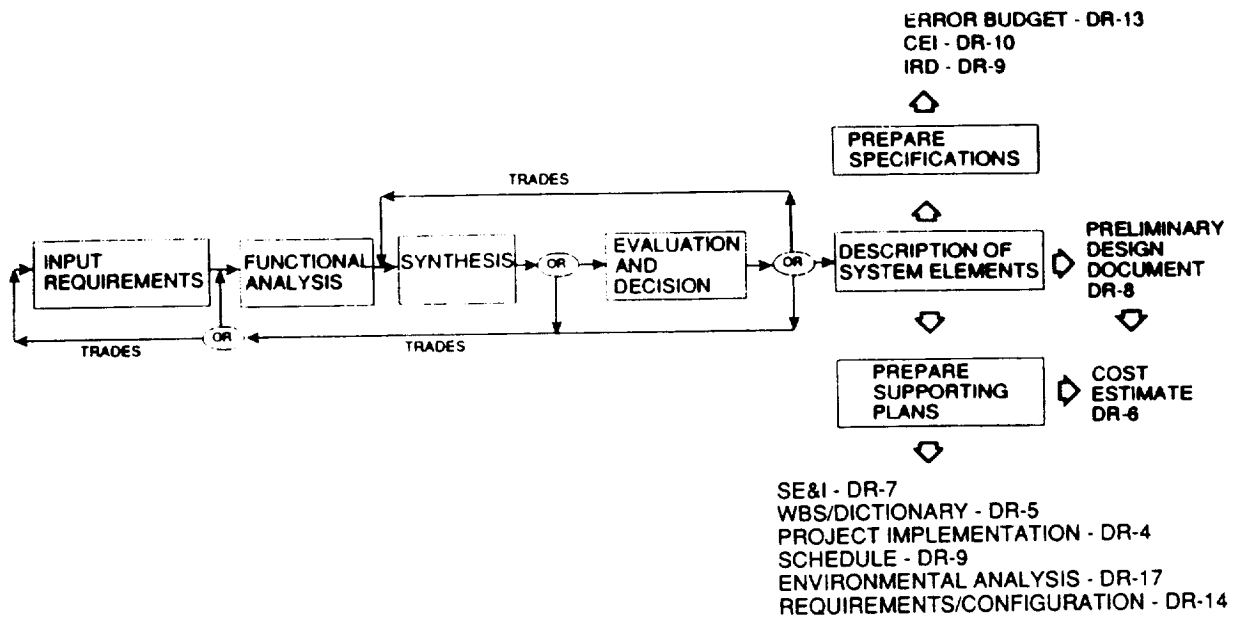 ERROR BUDGET - DR-13
CEI - DR-10
IRD - DR-9
PREPARE
SPECIFICATIONS
TRADES
INPUT
REQUIREMENTS
FUNCTIONAL
ANALYSIS
SYNTHESIS
OR
EVALUATION
AND
DECISION
OR
DESCRIPTION OF
SYSTEM ELEMENTS
PRELIMINARY
DESIGN
DOCUMENT
DR-8
TRADES
OR
TRADES
PREPARE
SUPPORTING
PLANS
COST
ESTIMATE
DR-6
SE&I - DR-7
WBS/DICTIONARY - DR-5
PROJECT IMPLEMENTATION - DR-4
SCHEDULE - DR-9
ENVIRONMENTAL ANALYSIS - DR-17
REQUIREMENTS/CONFIGURATION - DR-14